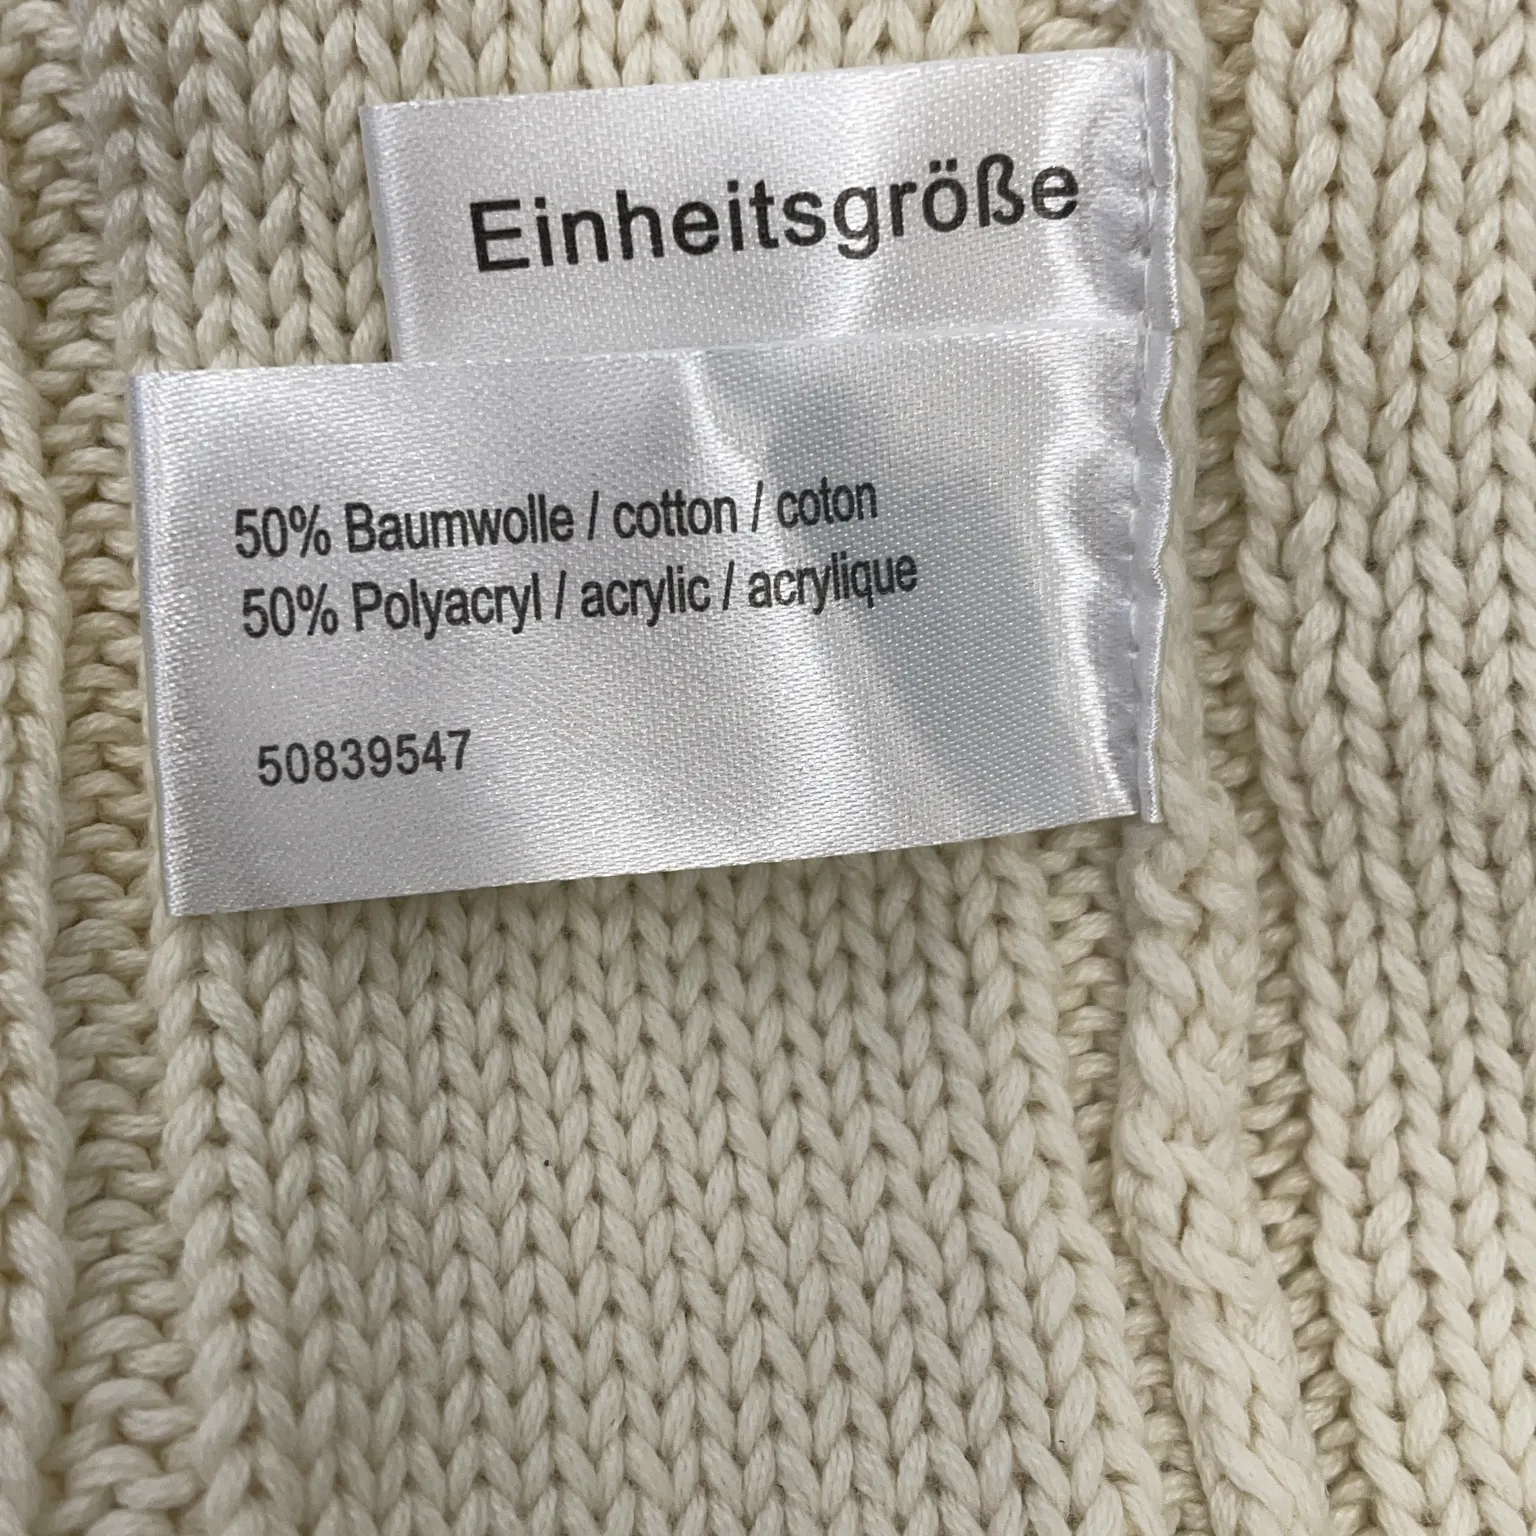 Einheitsgröße
50% Baumwolle / cotton / coton
50% Polyacryl / acrylic / acrylique
50839547